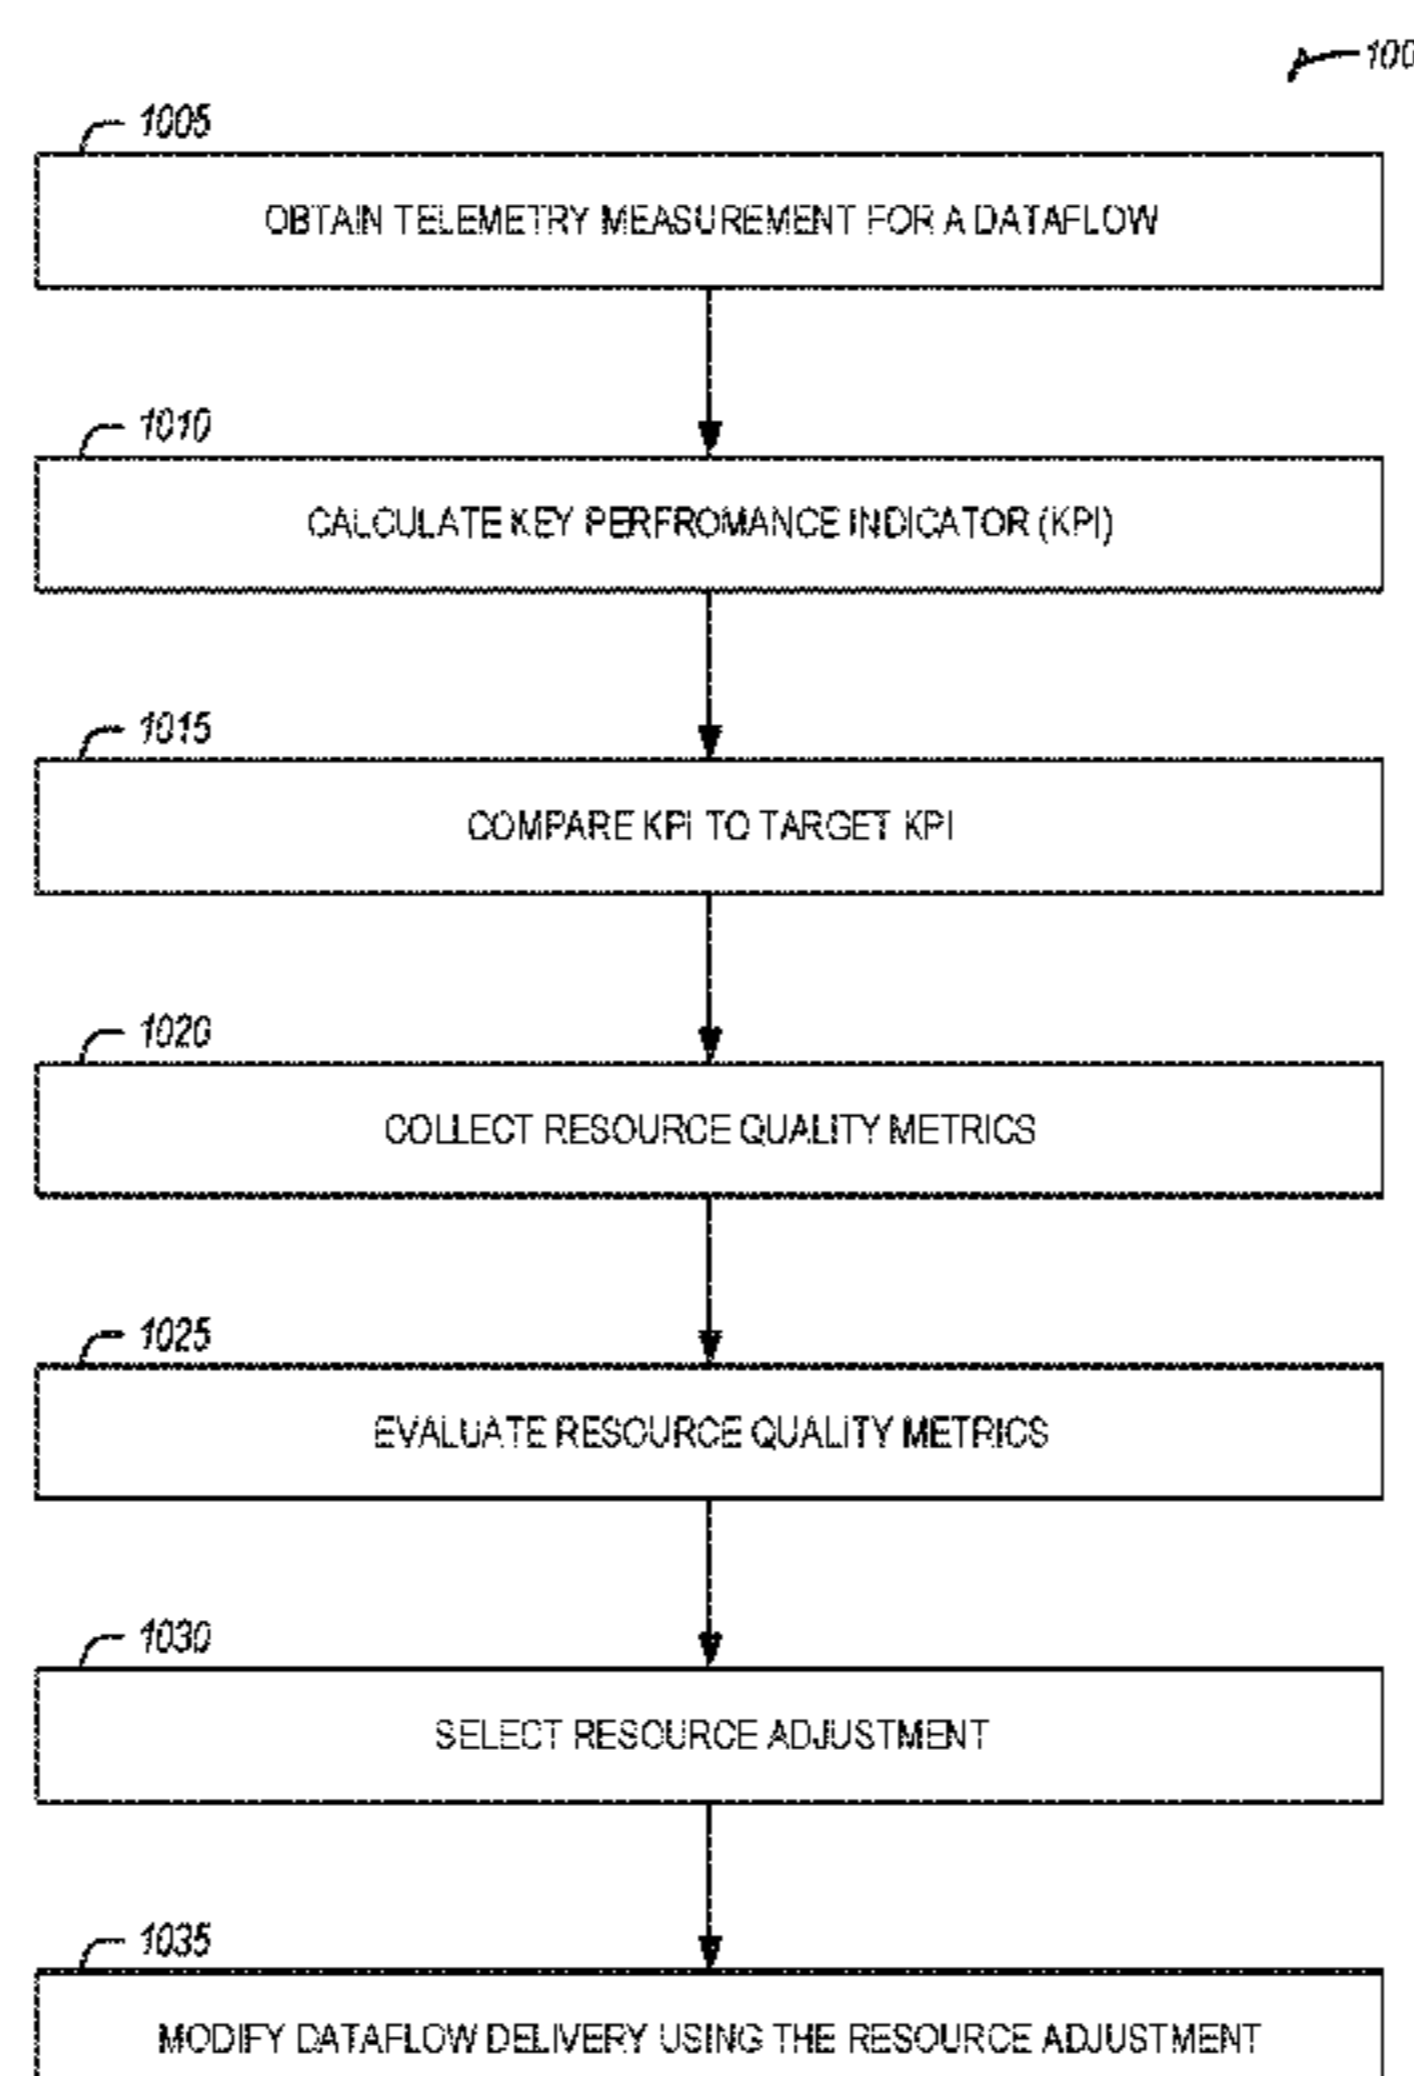 100
1005
OBTAIN TELEMETRY MEASUREMENT FOR A DATAFLOW
1010
CALCULATE KEY PERFROMANCE INDICATOR (KPI)
1015
COMPARE KPI TO TARGET KPI
1020
COLLECT RESOURCE QUALITY METRICS
1025
EVALUATE RESOURCE QUALITY METRICS
1030
SELECT RESOURCE ADJUSTMENT
1035
MODIFY DATAFLOW DELIVERY USING THE RESOURCE ADJUSTMENT